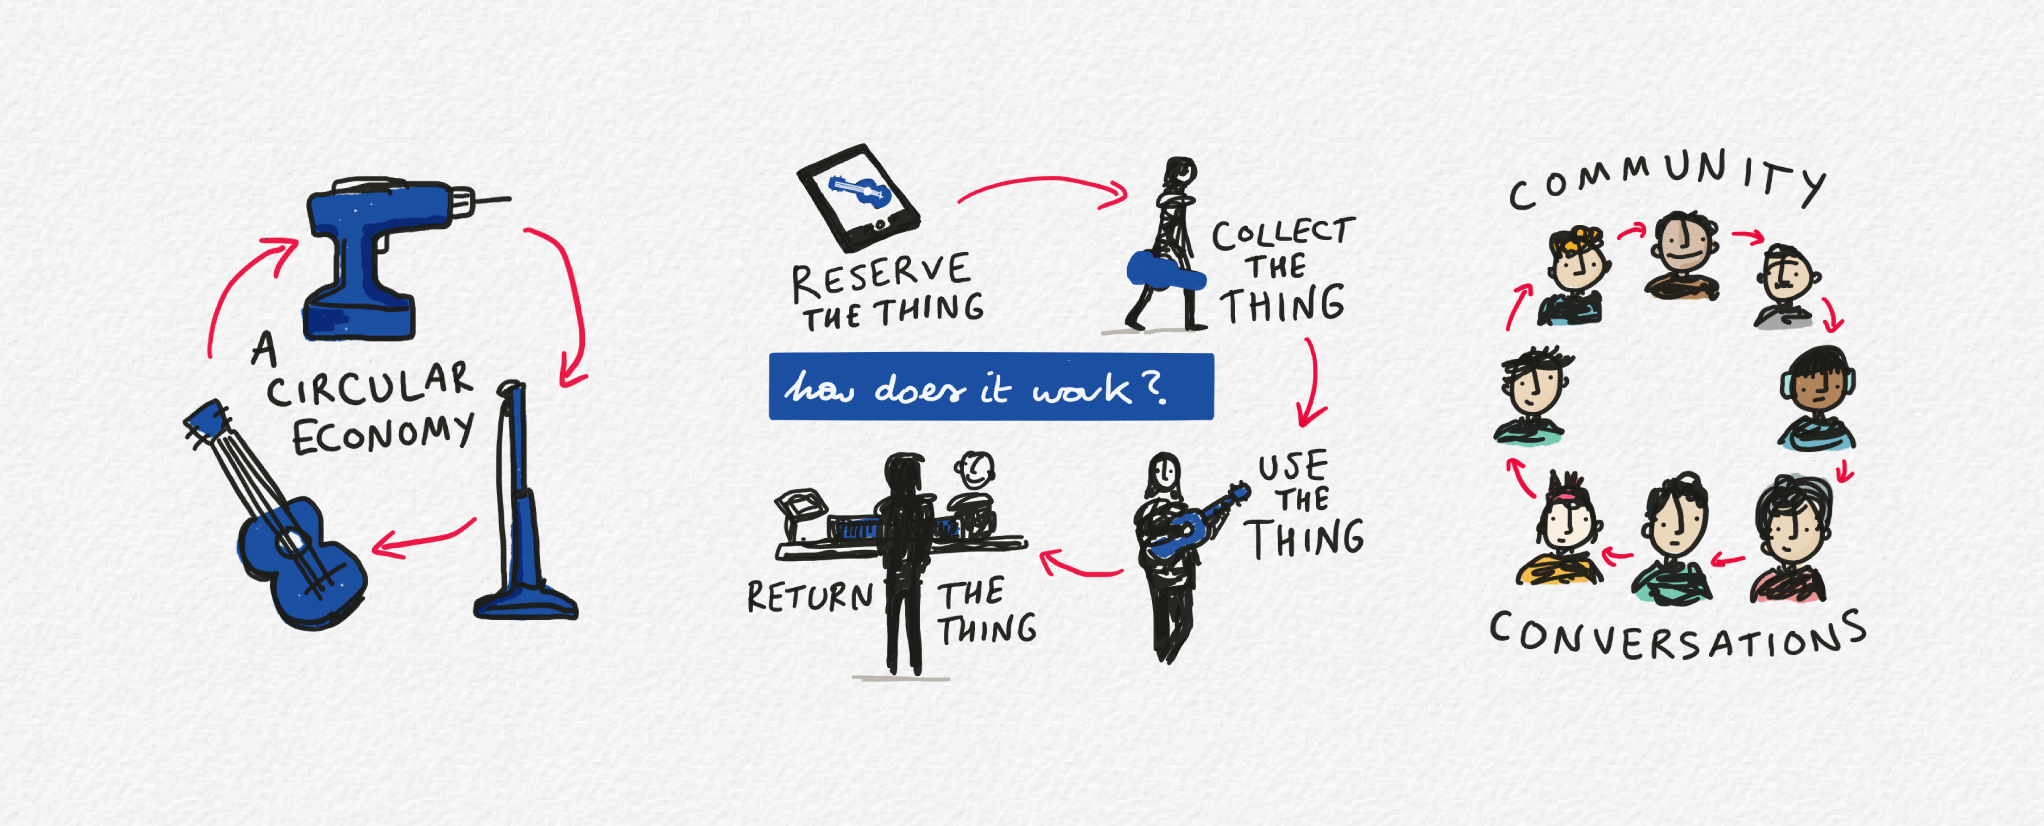 A
CIRCULAR
ECONOMY
RESERVE
THE THING
COLLECT
THE
THING
how does it work?
USE
THE
THING
RETURN THE
THING
COMMUNITY
CONVERSATIONS